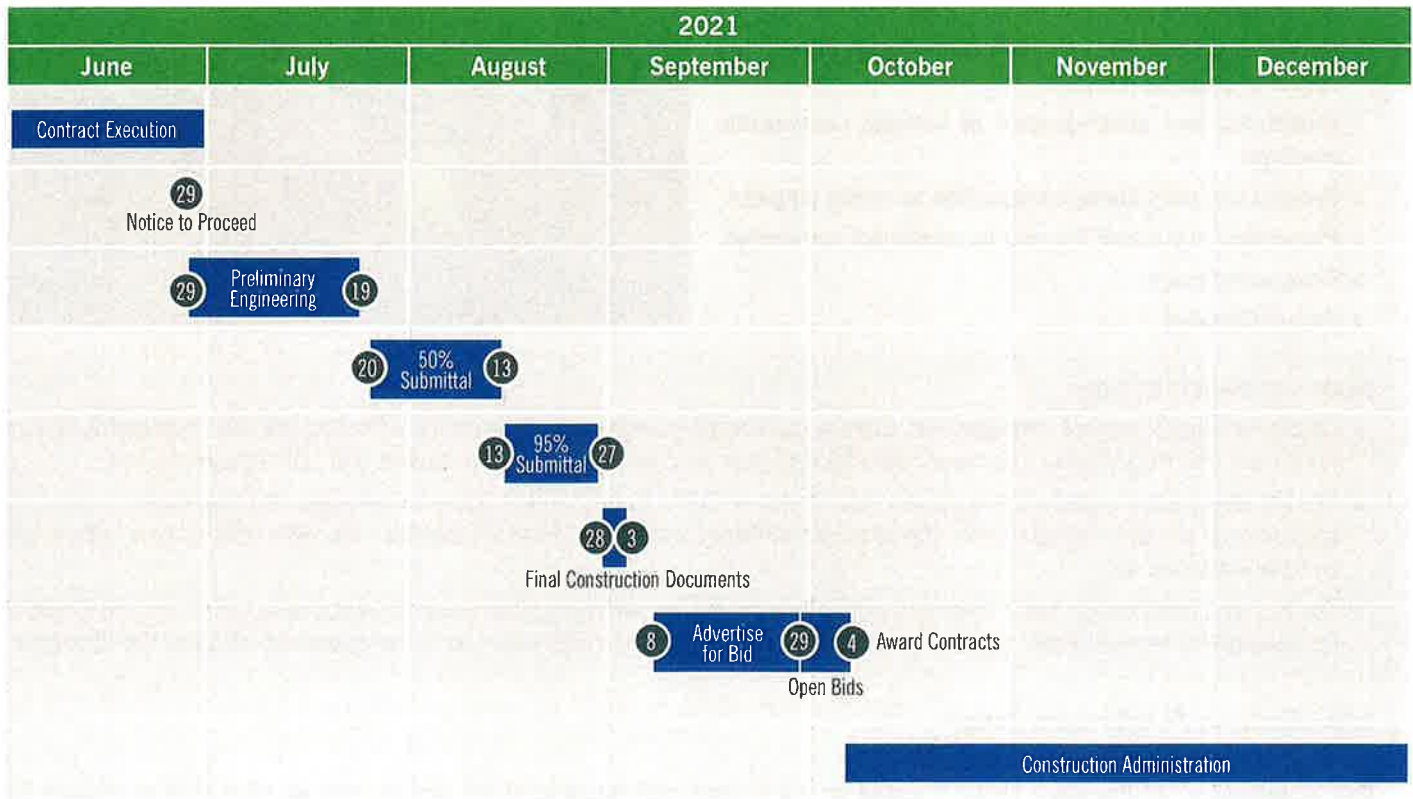 2021
June July August September October November December
Contract Execution
29
Notice to Proceed
29 Preliminary Engineering 19
20 50% Submittal 13
13 95% Submittal 27
28 3
Final Construction Documents
8 Advertise for Bid 29 4 Award Contracts
Open Bids
Construction Administration